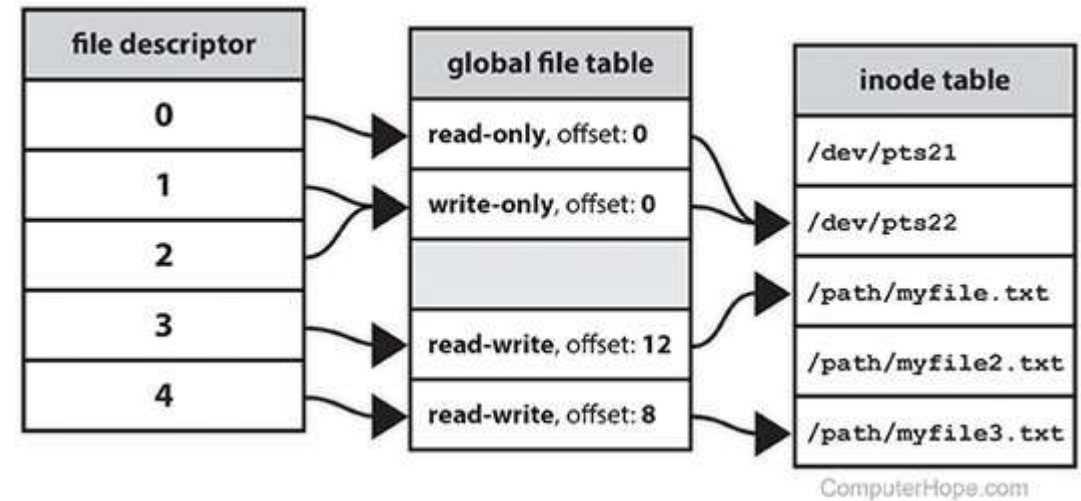 file descriptor
0
1
2
3
4
global file table
read-only, offset: 0
write-only, offset: 0
read-write, offset: 12
read-write, offset: 8
inode table
/dev/pts21
/dev/pts22
/path/myfile.txt
/path/myfile2.txt
/path/myfile3.txt
ComputerHope.com